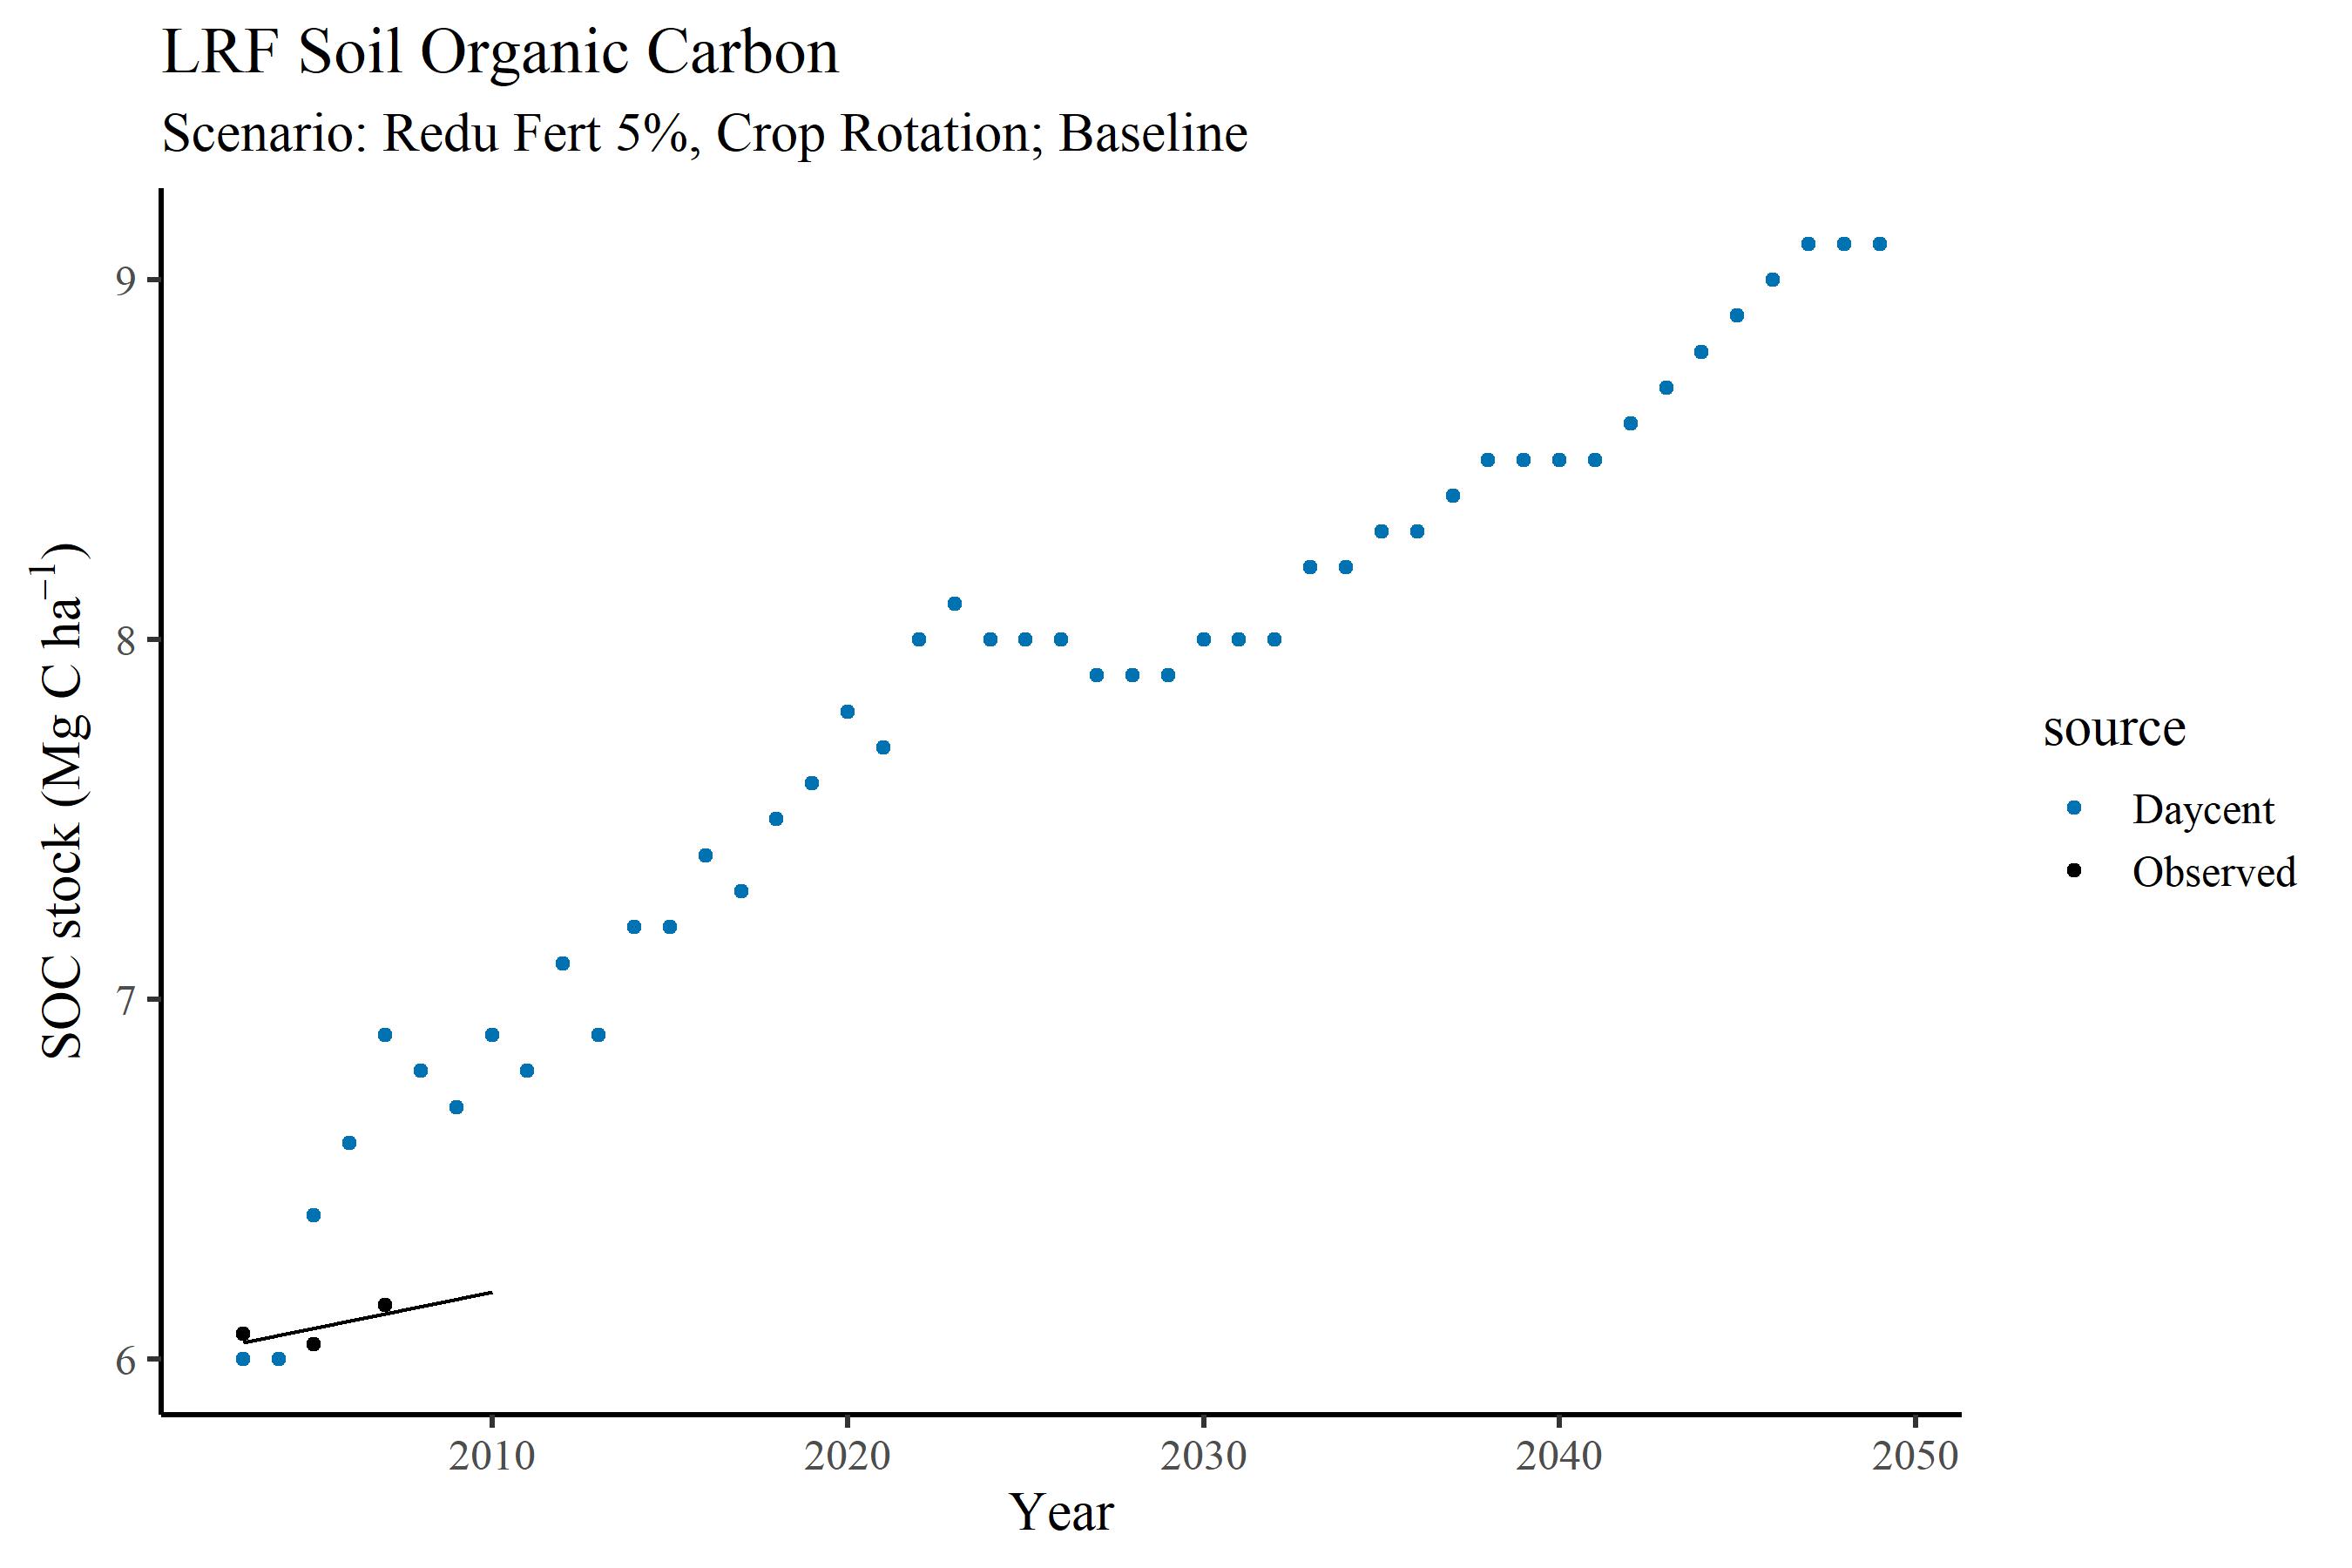 LRF Soil Organic Carbon
Scenario: Redu Fert 5%, Crop Rotation; Baseline
SOC stock (Mg C ha⁻¹)
9
8
7
6
2010 2020 2030 2040 2050
Year
source
Daycent
Observed